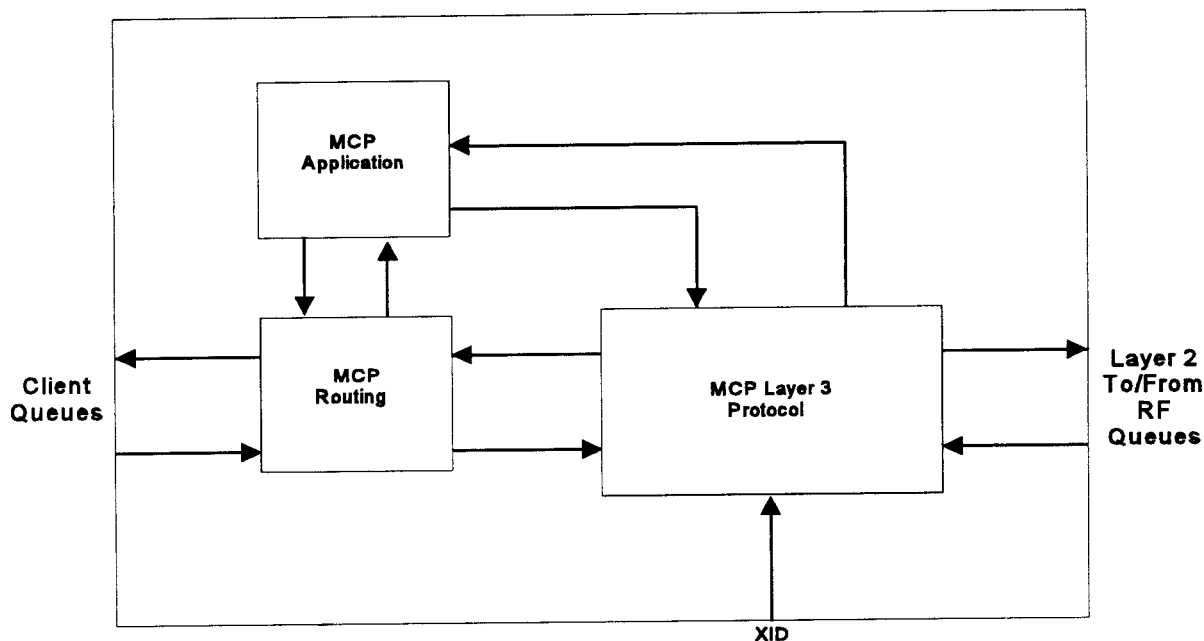 MCP
Application
MCP
Routing
MCP Layer 3
Protocol
Client
Queues
Layer 2
To/From
RF
Queues
XID